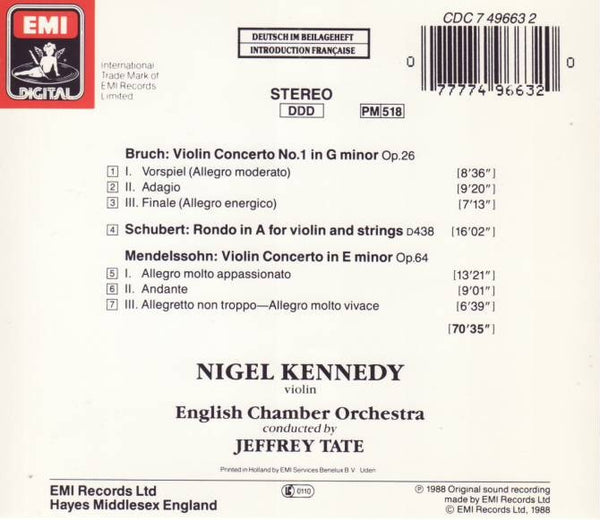 EMI
DIGITAL
International
Trade Mark of
EMI Records
Limited
DEUTSCH IM BEILAGEHEFT
INTRODUCTION FRANÇAISE
STEREO
DDD PM 518
CDC 7 49663 2
0 77774 96632 0
Bruch: Violin Concerto No.1 in G minor Op.26
1 I. Vorspiel (Allegro moderato) [8'36"]
2 II. Adagio [9'20"]
3 III. Finale (Allegro energico) [7'13"]
4 Schubert: Rondo in A for violin and strings D438 [16'02"]
Mendelssohn: Violin Concerto in E minor Op.64
5 I. Allegro molto appassionato [13'21"]
6 II. Andante [9'01"]
7 III. Allegretto non troppo—Allegro molto vivace [6'39"]
[70'35"]
NIGEL KENNEDY
violin
English Chamber Orchestra
conducted by
JEFFREY TATE
Printed in Holland by EMI Services Benelux B.V. Uden
EMI Records Ltd
Hayes Middlesex England
LC 0110
℗ 1988 Original sound recording
made by EMI Records Ltd
© EMI Records Ltd, 1988